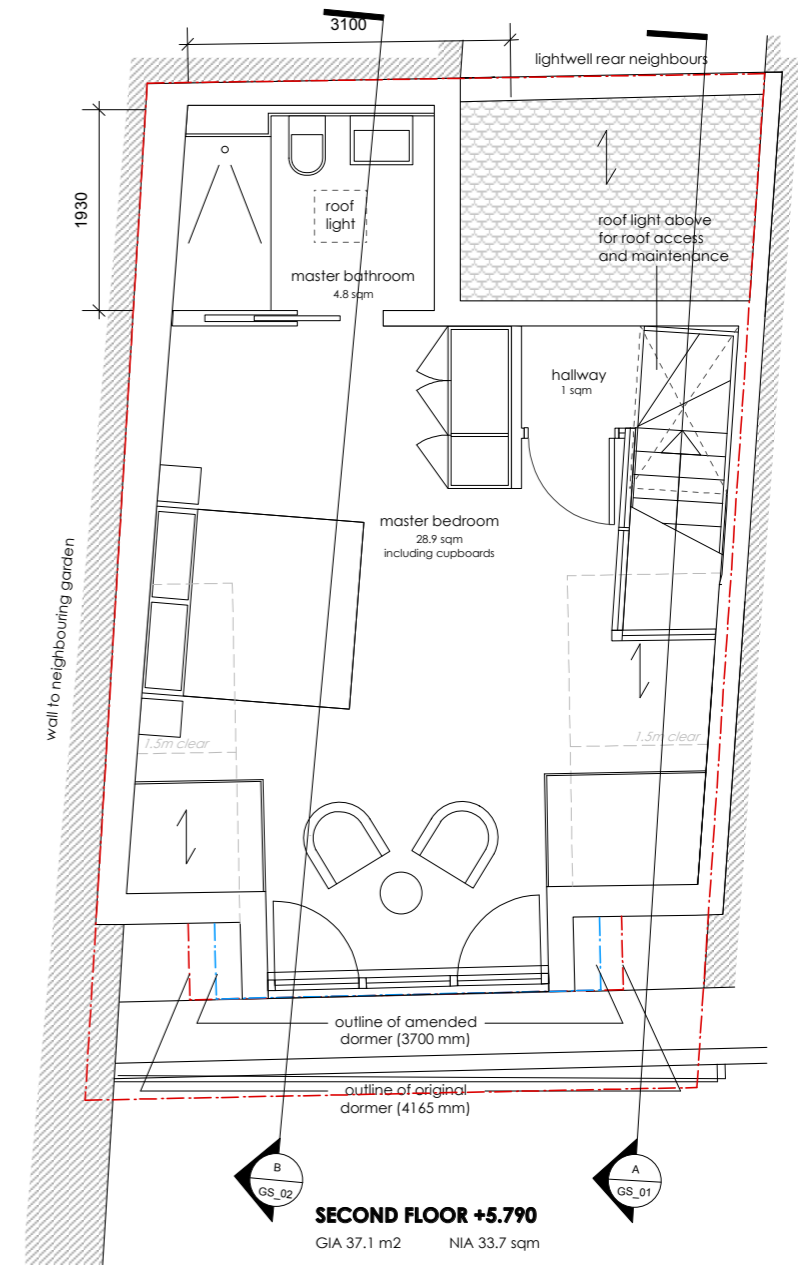 3100
lightwell rear neighbours
1930
roof
light
roof light above
for roof access
and maintenance
master bathroom
4.8 sqm
hallway
1 sqm
master bedroom
28.9 sqm
including cupboards
wall to neighbouring garden
1.5m clear
1.5m clear
outline of amended
dormer (3700 mm)
outline of original
dormer (4165 mm)
B
GS_02
A
GS_01
SECOND FLOOR +5.790
GIA 37.1 m2 NIA 33.7 sqm